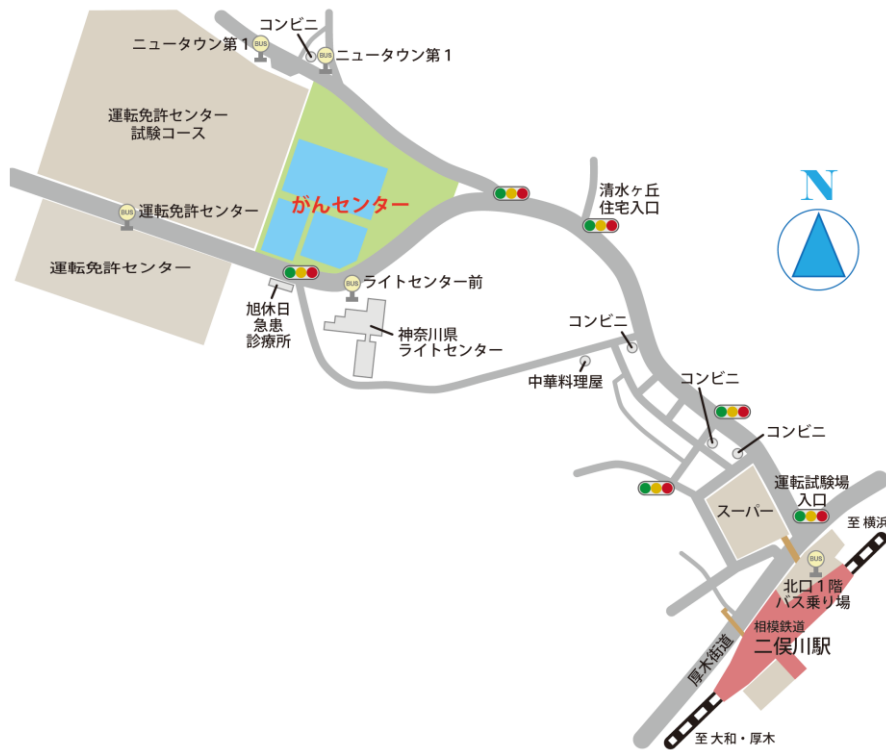 コンビニ
ニュータウン第1
BUS
BUS
ニュータウン第1
運転免許センター
試験コース
N
清水ヶ丘
住宅入口
がんセンター
BUS
運転免許センター
運転免許センター
BUS
ライトセンター前
旭休日
急患
診療所
神奈川県
ライトセンター
コンビニ
中華料理屋
コンビニ
コンビニ
運転試験場
入口
スーパー
至 横浜
BUS
北口1階
バス乗り場
相模鉄道
二俣川駅
厚木街道
至 大和・厚木